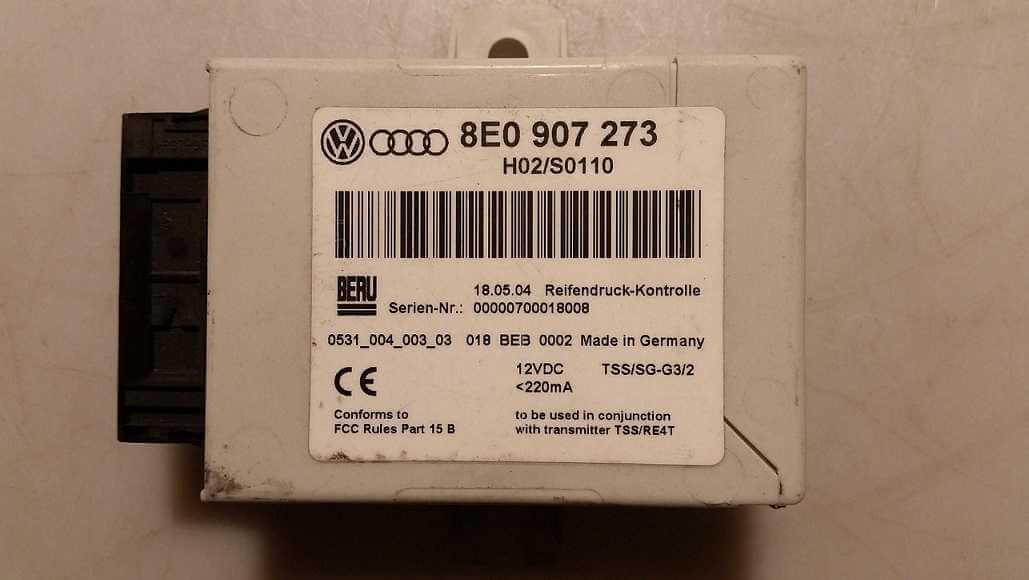 8E0 907 273
H02/S0110
BERU
18.05.04 Reifendruck-Kontrolle
Serien-Nr.: 00000700018008
0531_004_003_03 018 BEB 0002 Made in Germany
12VDC TSS/SG-G3/2
<220mA
CE
Conforms to
FCC Rules Part 15 B
to be used in conjunction
with transmitter TSS/RE4T